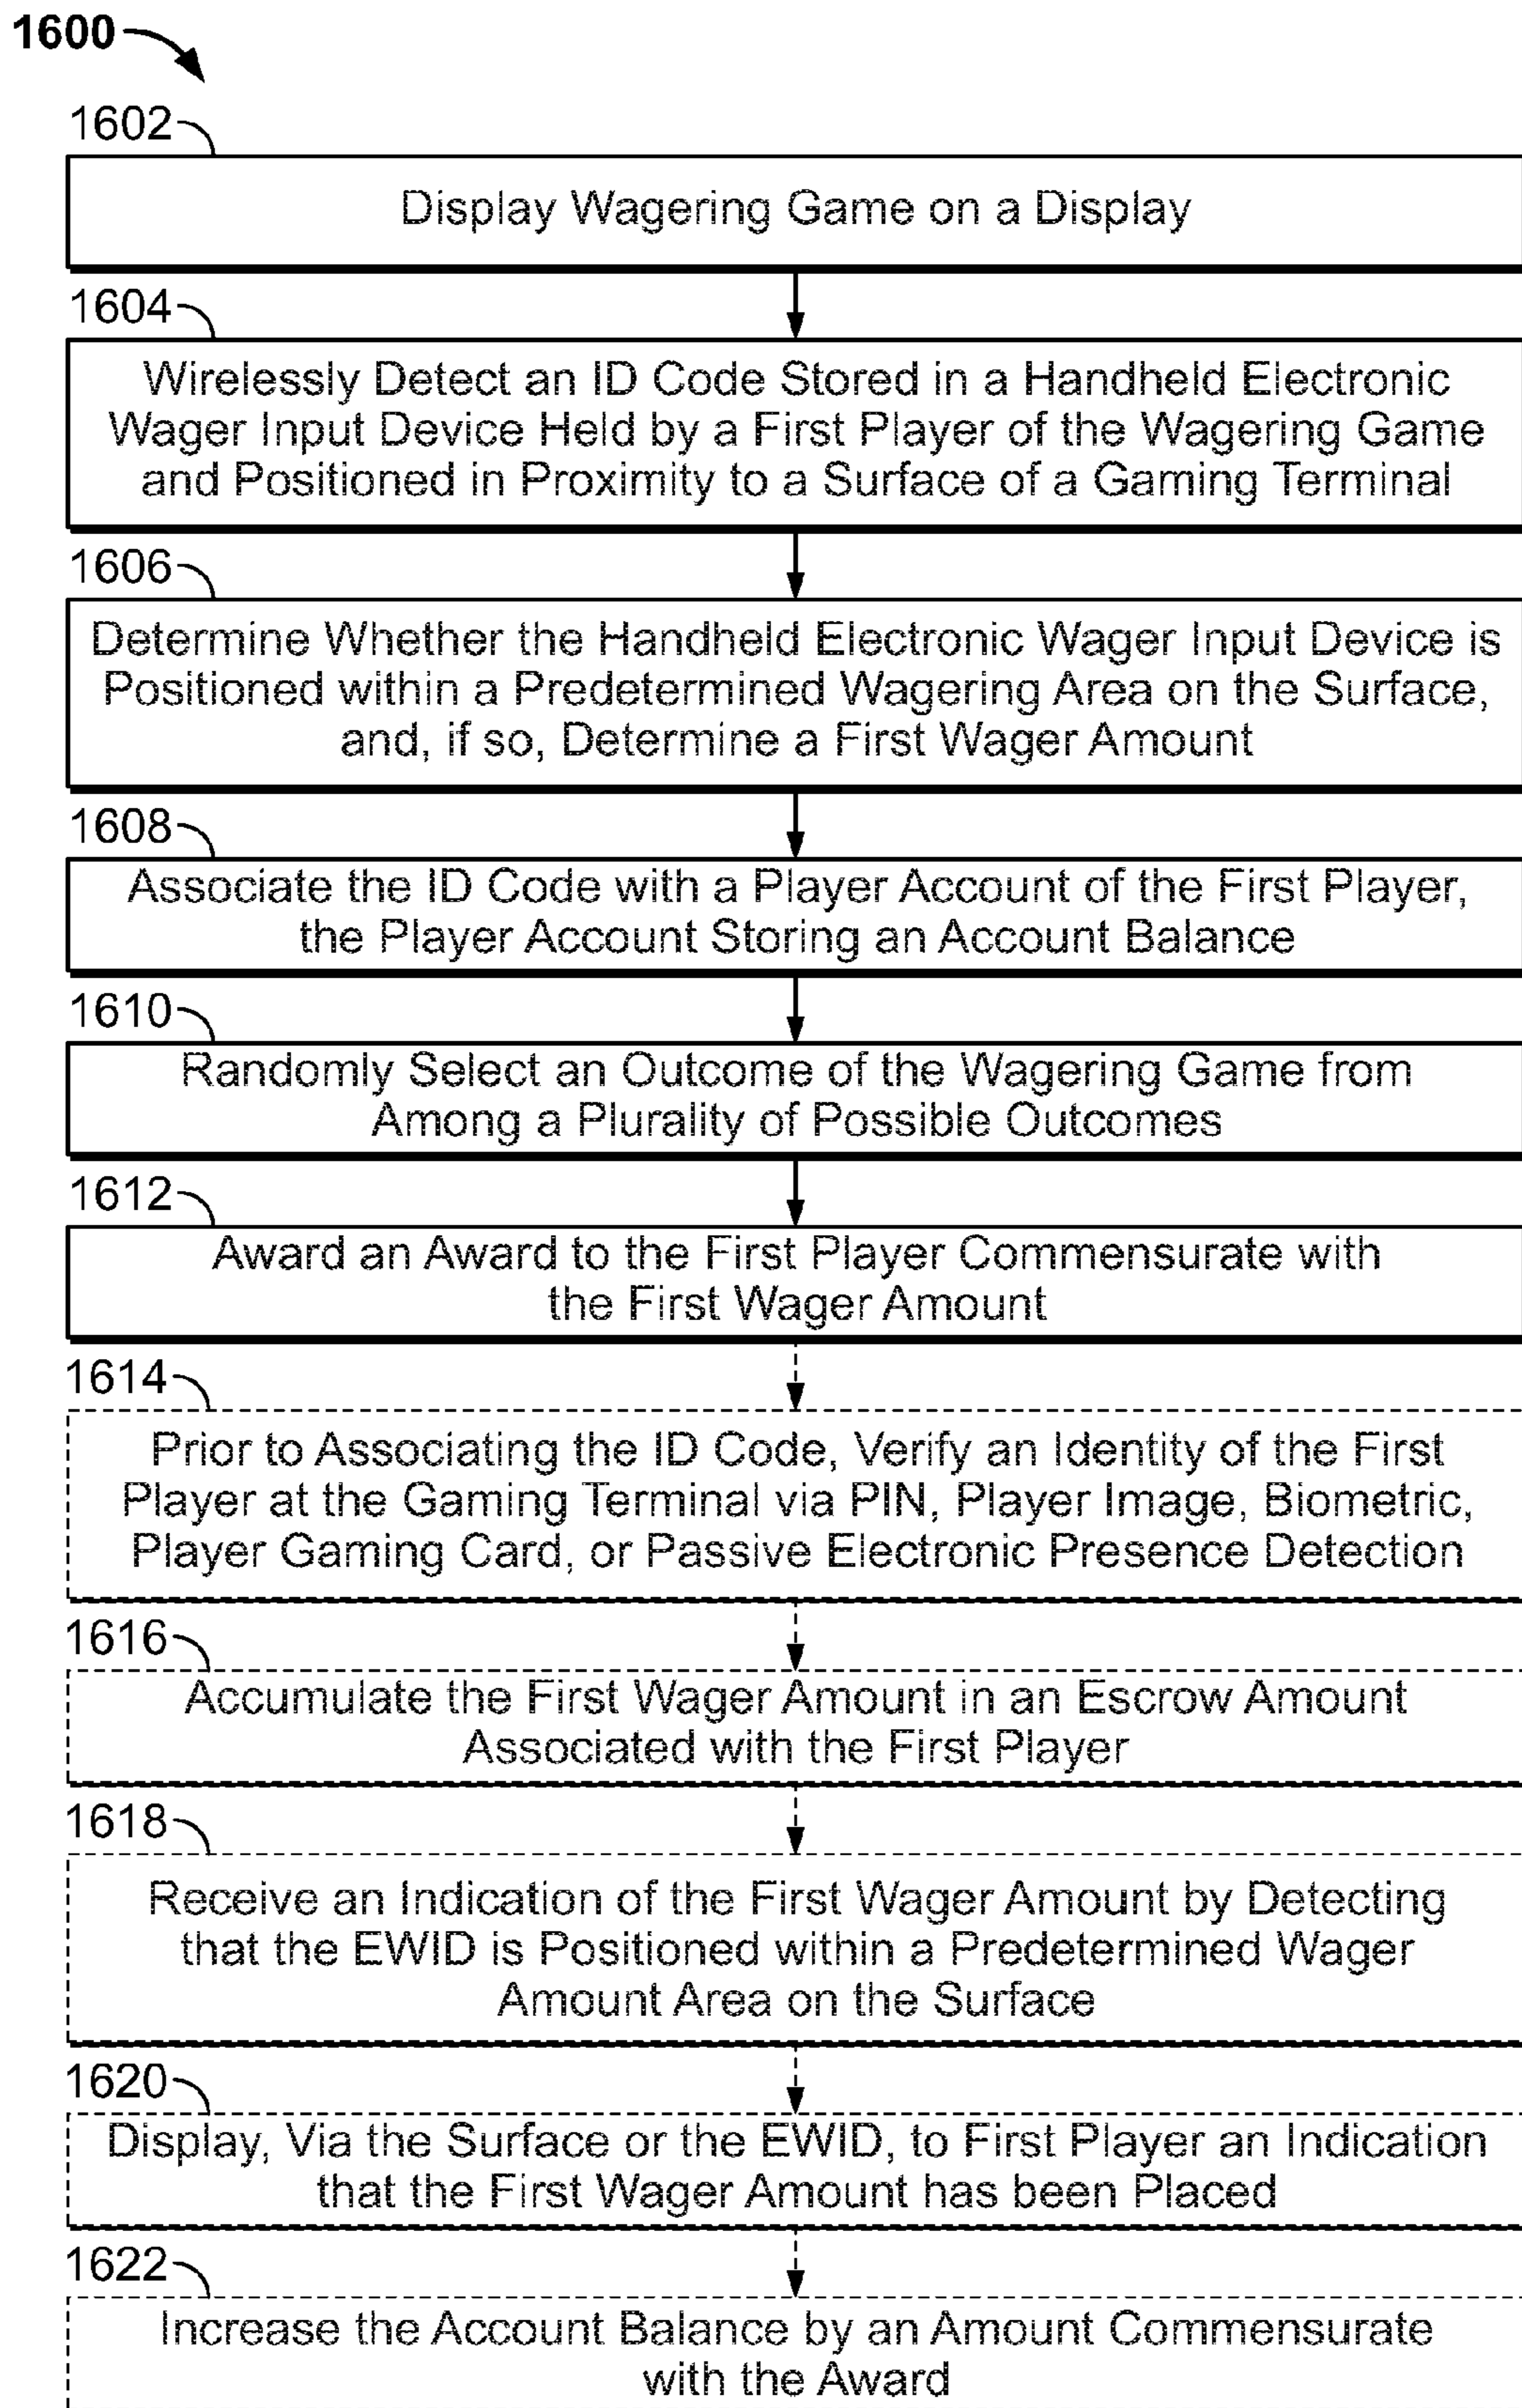 1600
1602
Display Wagering Game on a Display
1604
Wirelessly Detect an ID Code Stored in a Handheld Electronic
Wager Input Device Held by a First Player of the Wagering Game
and Positioned in Proximity to a Surface of a Gaming Terminal
1606
Determine Whether the Handheld Electronic Wager Input Device is
Positioned within a Predetermined Wagering Area on the Surface,
and, if so, Determine a First Wager Amount
1608
Associate the ID Code with a Player Account of the First Player,
the Player Account Storing an Account Balance
1610
Randomly Select an Outcome of the Wagering Game from
Among a Plurality of Possible Outcomes
1612
Award an Award to the First Player Commensurate with
the First Wager Amount
1614
Prior to Associating the ID Code, Verify an Identity of the First
Player at the Gaming Terminal via PIN, Player Image, Biometric,
Player Gaming Card, or Passive Electronic Presence Detection
1616
Accumulate the First Wager Amount in an Escrow Amount
Associated with the First Player
1618
Receive an Indication of the First Wager Amount by Detecting
that the EWID is Positioned within a Predetermined Wager
Amount Area on the Surface
1620
Display, Via the Surface or the EWID, to First Player an Indication
that the First Wager Amount has been Placed
1622
Increase the Account Balance by an Amount Commensurate
with the Award